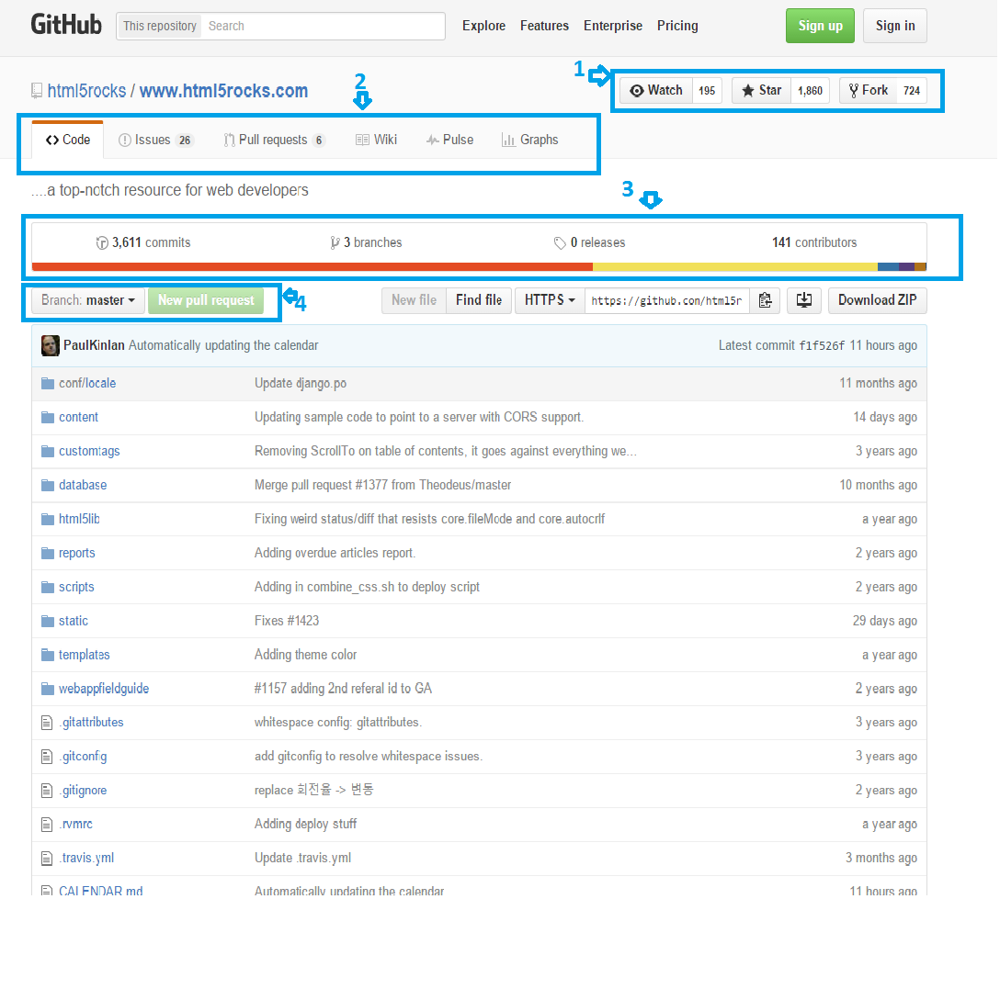 GitHub This repository Search Explore Features Enterprise Pricing Sign up Sign in
1
2
html5rocks / www.html5rocks.com Watch 195 Star 1,860 Fork 724
Code Issues 26 Pull requests 6 Wiki Pulse Graphs
....a top-notch resource for web developers
3
3,611 commits 3 branches 0 releases 141 contributors
Branch: master New pull request 4 New file Find file HTTPS https://github.com/html5r Download ZIP
PaulKinlan Automatically updating the calendar Latest commit f1f526f 11 hours ago
conf/locale Update django.po 11 months ago
content Updating sample code to point to a server with CORS support. 14 days ago
customtags Removing ScrollTo on table of contents, it goes against everything we… 3 years ago
database Merge pull request #1377 from Theodeus/master 10 months ago
html5lib Fixing weird status/diff that resists core.fileMode and core.autocrlf a year ago
reports Adding overdue articles report. 2 years ago
scripts Adding in combine_css.sh to deploy script 2 years ago
static Fixes #1423 29 days ago
templates Adding theme color a year ago
webappfieldguide #1157 adding 2nd referal id to GA 2 years ago
.gitattributes whitespace config: gitattributes. 3 years ago
.gitconfig add gitconfig to resolve whitespace issues. 3 years ago
.gitignore replace 회전율 -> 변동 2 years ago
.rvmrc Adding deploy stuff a year ago
.travis.yml Update .travis.yml 3 months ago
CALENDAR.md Automatically updating the calendar 11 hours ago